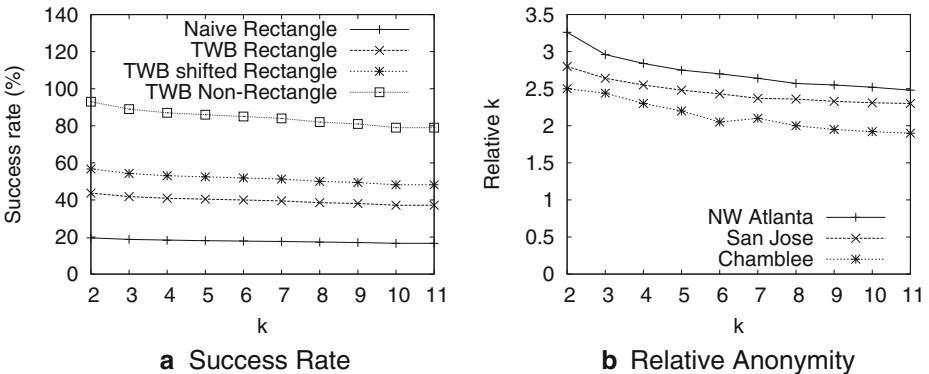 140
120
100
80
60
40
20
0
Success rate (%)
Naive Rectangle
TWB Rectangle
TWB shifted Rectangle
TWB Non-Rectangle
2 3 4 5 6 7 8 9 10 11
k
a Success Rate
3.5
3
2.5
2
1.5
1
0.5
0
Relative k
NW Atlanta
San Jose
Chamblee
2 3 4 5 6 7 8 9 10 11
k
b Relative Anonymity